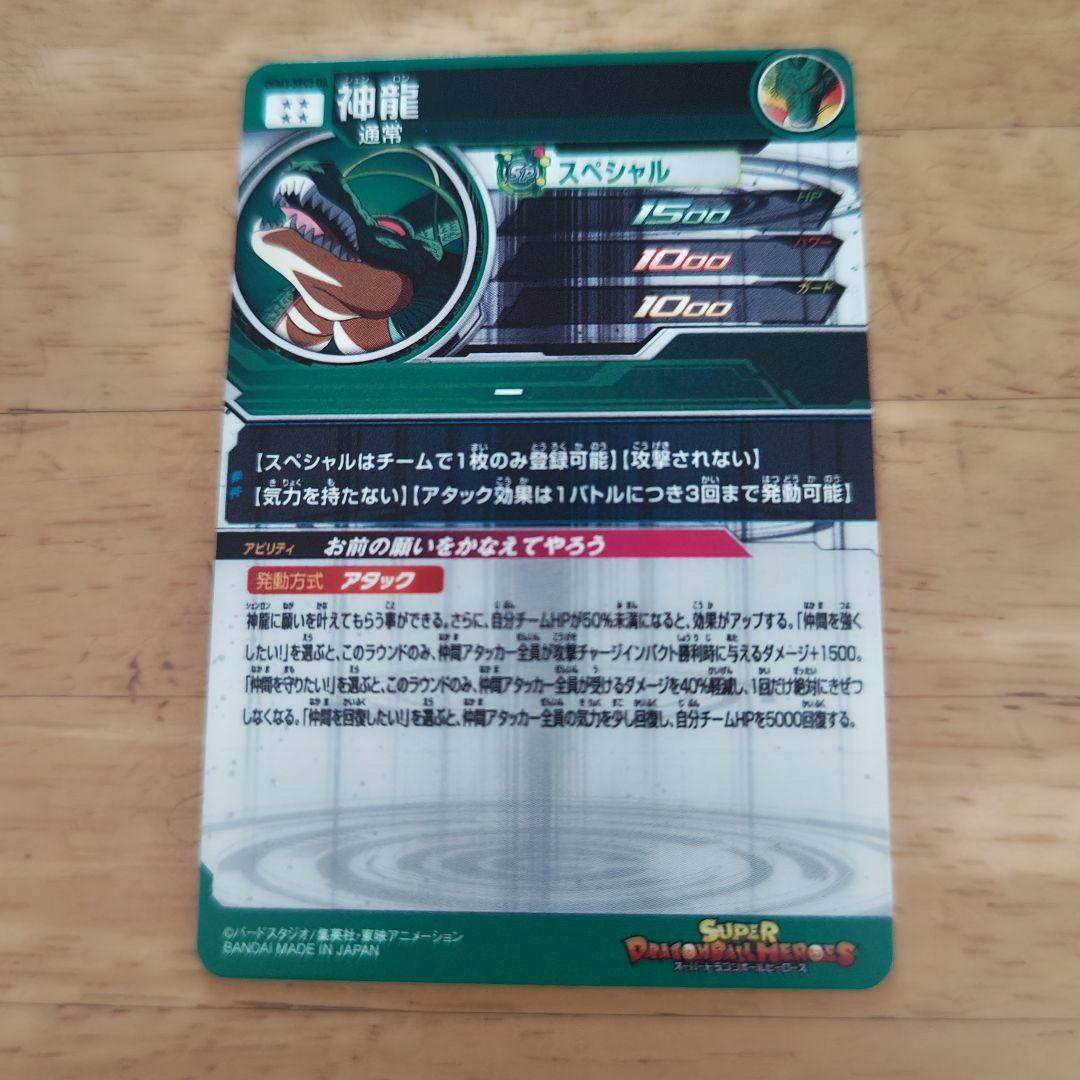 神龍
シェン ロン
通常
SP スペシャル
HP
1500
パワー
1000
ガード
1000
ー
【スペシャルはチームで1枚のみ登録可能】【攻撃されない】
【気力を持たない】【アタック効果は1バトルにつき3回まで発動可能】
アビリティ お前の願いをかなえてやろう
発動方式 アタック
神龍に願いを叶えてもらう事ができる。さらに、自分チームHPが50%未満になると、効果がアップする。「仲間を強く
したい!」を選ぶと、このラウンドのみ、仲間アタッカー全員が攻撃チャージインパクト勝利時に与えるダメージ+1500。
「仲間を守りたい!」を選ぶと、このラウンドのみ、仲間アタッカー全員が受けるダメージを40%軽減し、1回だけ絶対にきぜつ
しなくなる。「仲間を回復したい!」を選ぶと、仲間アタッカー全員の気力を少し回復し、自分チームHPを5000回復する。
©バードスタジオ/集英社・東映アニメーション
BANDAI MADE IN JAPAN
SUPER
DRAGONBALL HEROES
スーパードラゴンボールヒーローズ